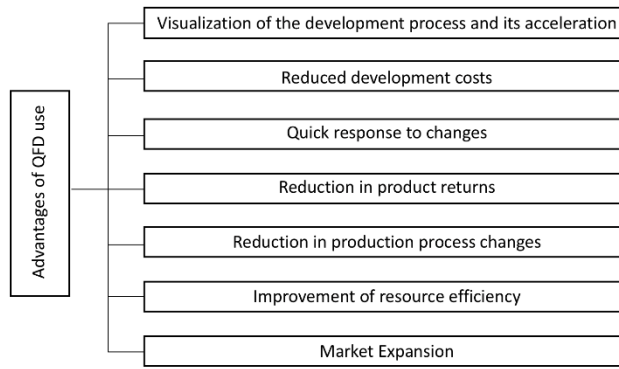 Advantages of QFD use
Visualization of the development process and its acceleration
Reduced development costs
Quick response to changes
Reduction in product returns
Reduction in production process changes
Improvement of resource efficiency
Market Expansion